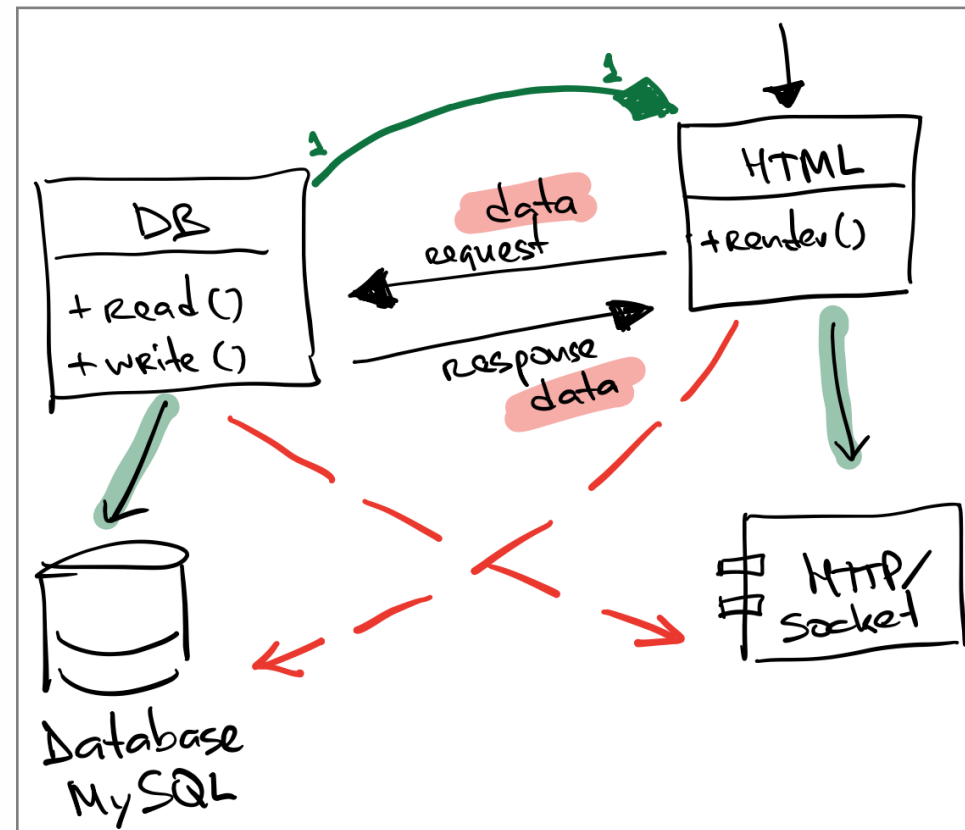 1
1
HTML
+render()
DB
+read()
+write()
data
request
response
data
HTTP/
Socket
Database
MySQL